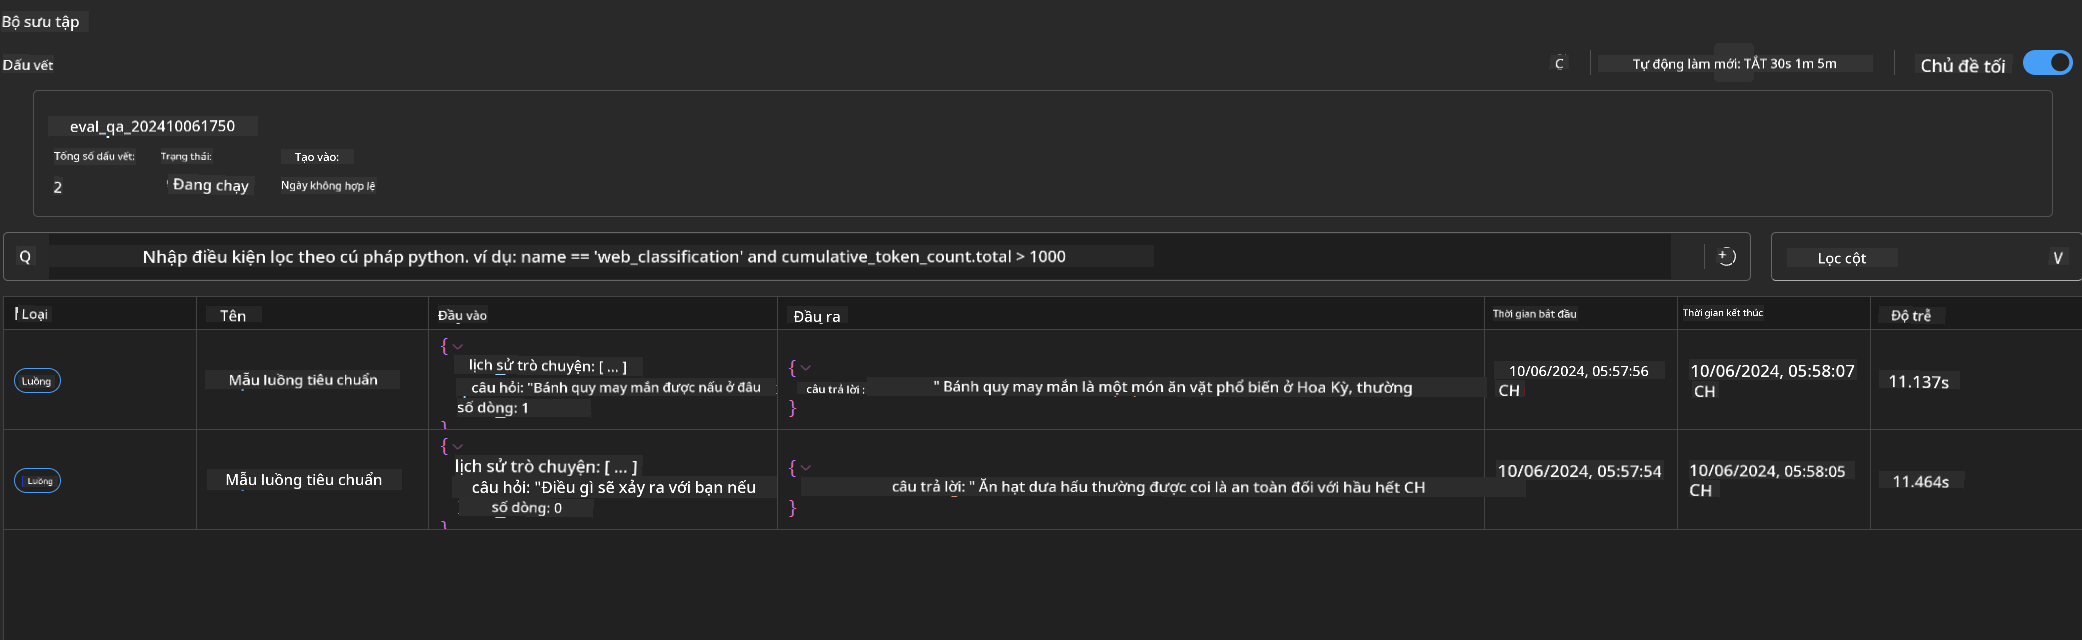 Bộ sưu tập
Dấu vết
C
Tự động làm mới: TẮT 30s 1m 5m
Chủ đề tối
eval_qa_202410061750
Tổng số dấu vết:
Trạng thái:
Tạo vào:
2
Đang chạy
Ngày không hợp lệ
Q
Nhập điều kiện lọc theo cú pháp python. ví dụ: name == 'web_classification' and cumulative_token_count.total > 1000
Lọc cột
V
Loại
Tên
Đầu vào
Đầu ra
Thời gian bắt đầu
Thời gian kết thúc
Độ trễ
Luồng
Mẫu luồng tiêu chuẩn
{
lịch sử trò chuyện: [ ... ]
câu hỏi: "Bánh quy may mắn được nấu ở đâu
số dòng: 1
}
{
câu trả lời: " Bánh quy may mắn là một món ăn vặt phổ biến ở Hoa Kỳ, thường
}
10/06/2024, 05:57:56
CH
10/06/2024, 05:58:07
CH
11.137s
Luồng
Mẫu luồng tiêu chuẩn
{
lịch sử trò chuyện: [ ... ]
câu hỏi: "Điều gì sẽ xảy ra với bạn nếu
số dòng: 0
}
{
câu trả lời: " Ăn hạt dưa hấu thường được coi là an toàn đối với hầu hết CH
}
10/06/2024, 05:57:54
10/06/2024, 05:58:05
CH
11.464s